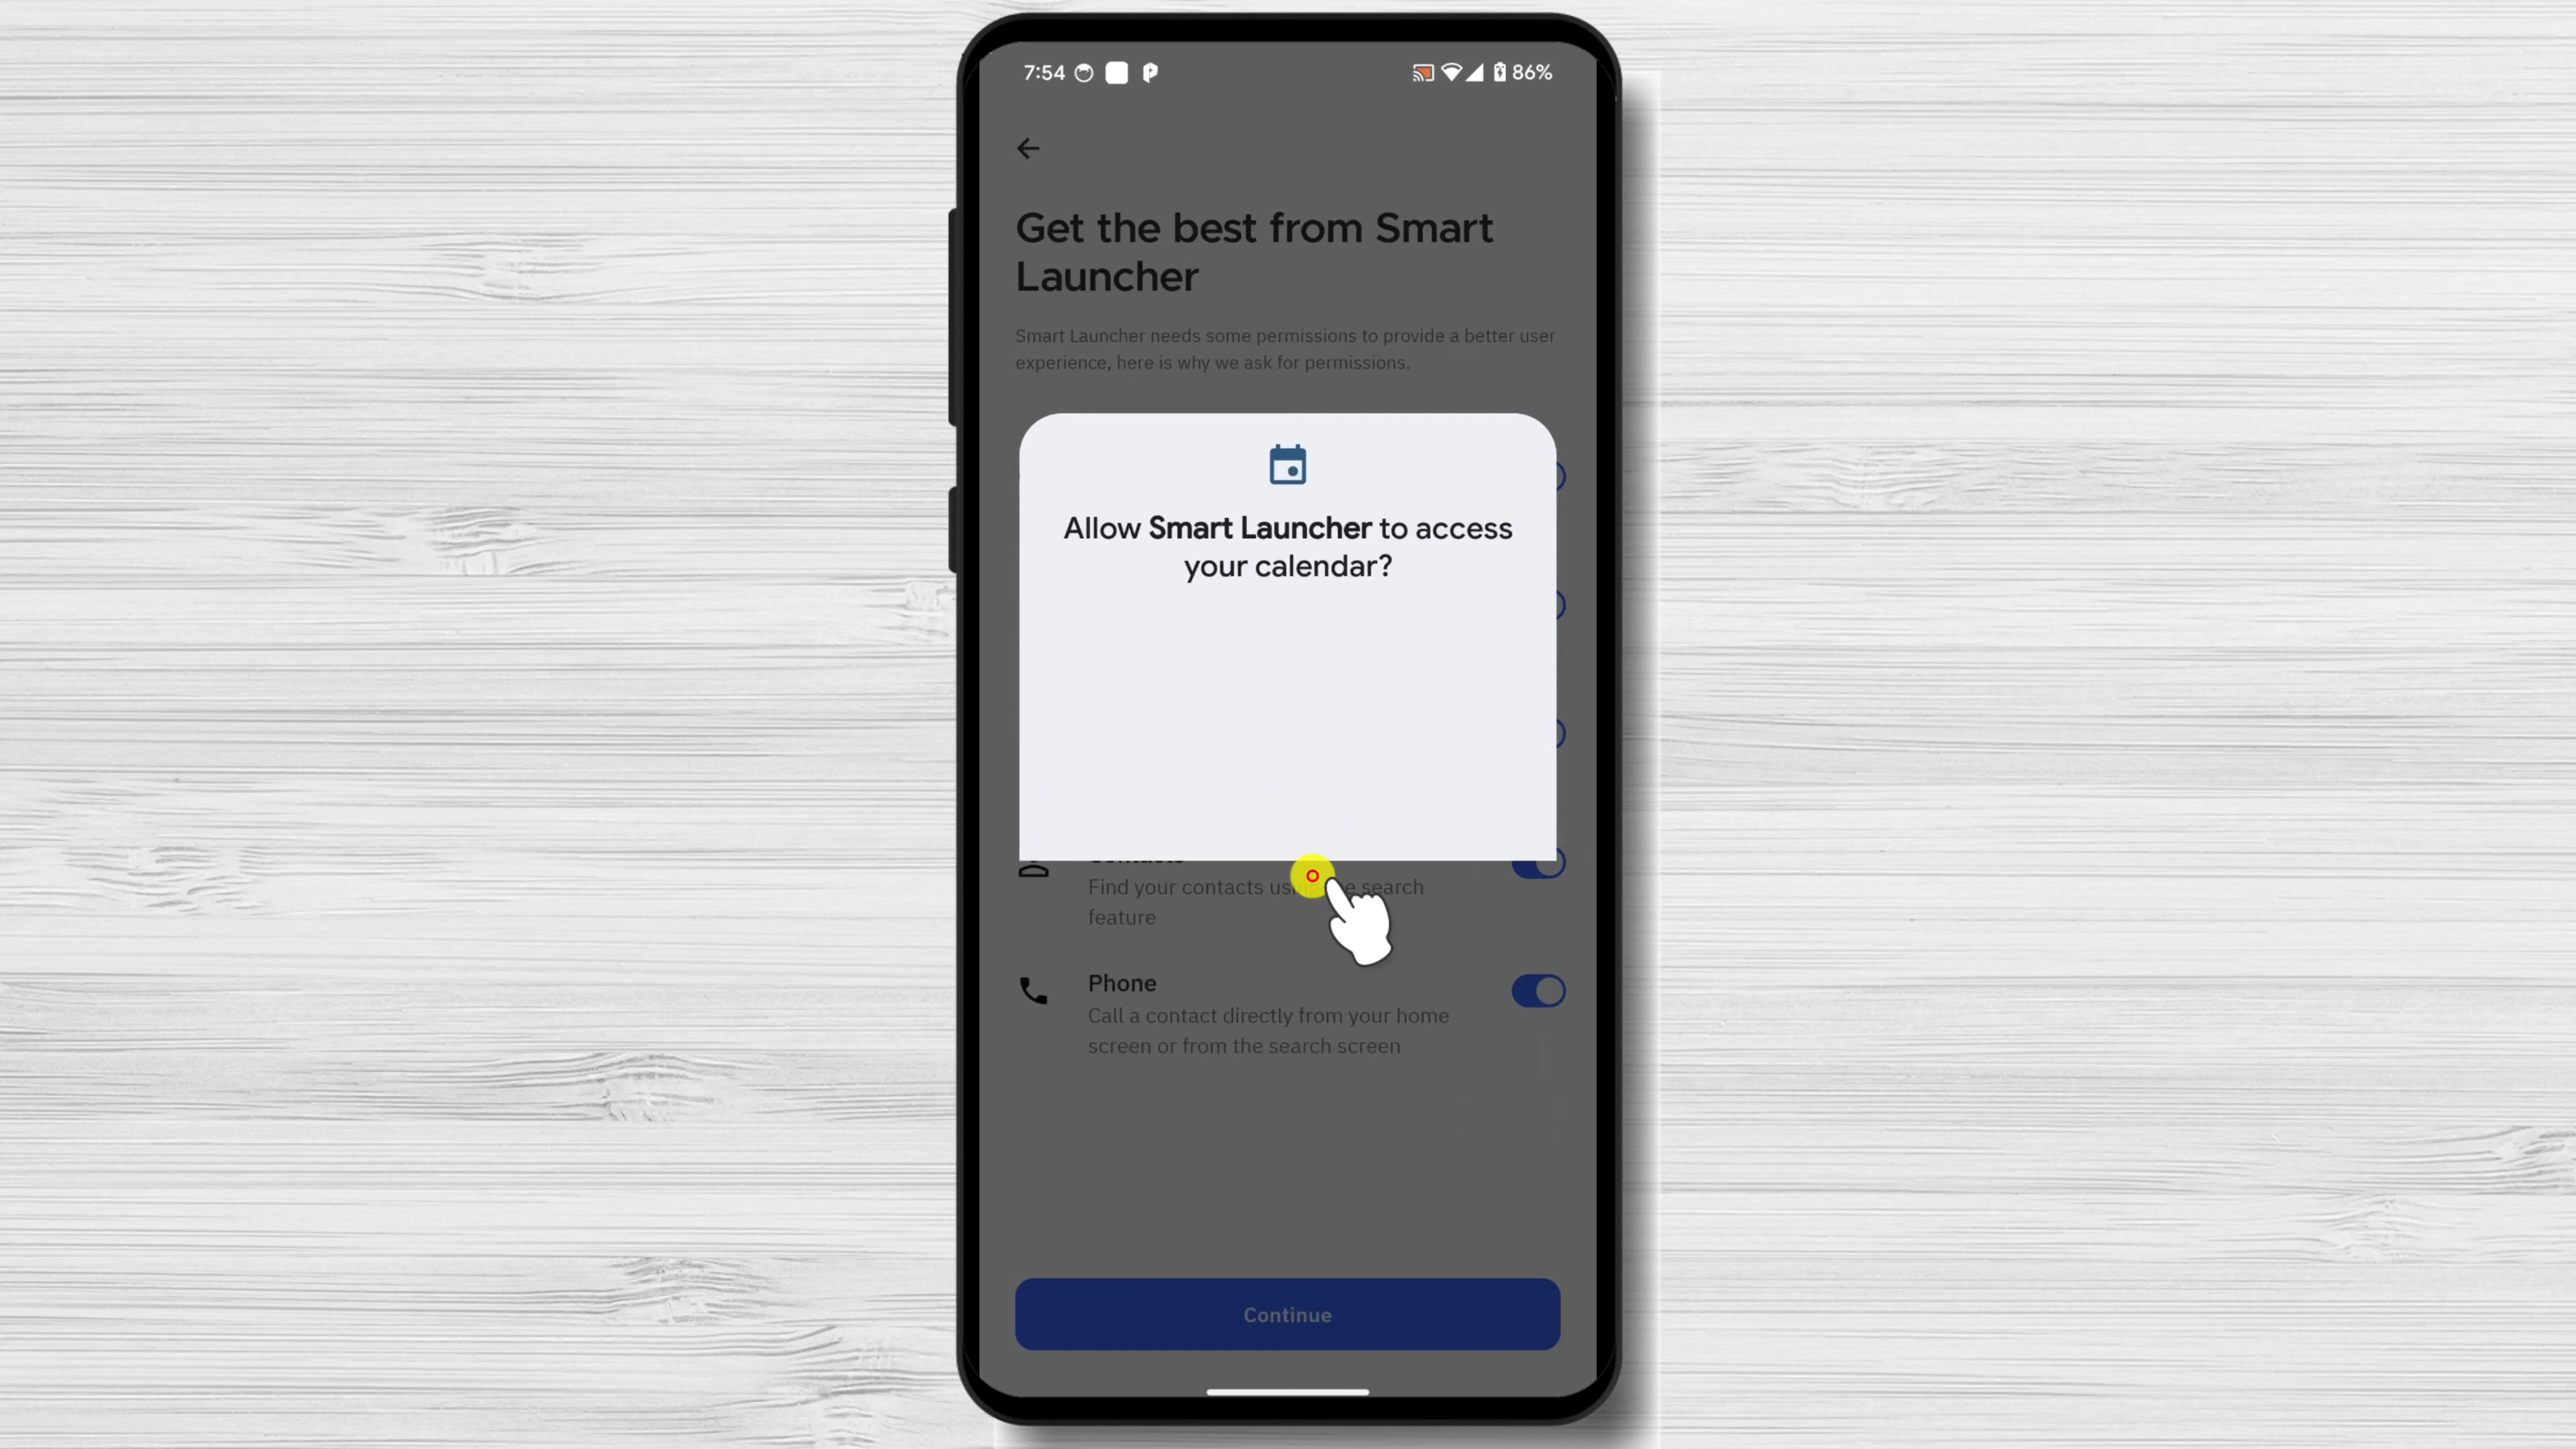 7:54
86%
Get the best from Smart
Launcher
Smart Launcher needs some permissions to provide a better user
experience, here is why we ask for permissions.
Allow Smart Launcher to access
your calendar?
Find your contacts search
feature
Phone
Call a contact directly from your home
screen or from the search screen
Continue